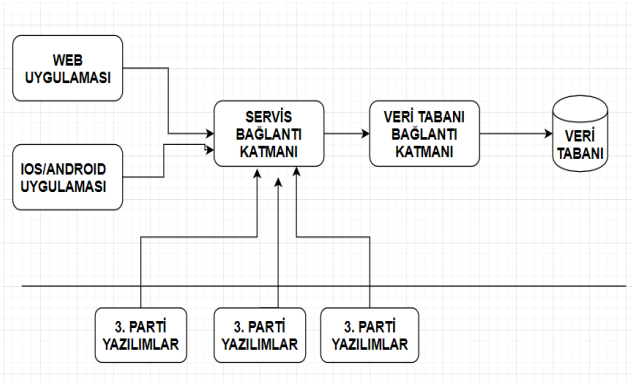 WEB
UYGULAMASI
IOS/ANDROID
UYGULAMASI
SERVİS
BAĞLANTI
KATMANI
VERİ TABANI
BAĞLANTI
KATMANI
VERİ
TABANI
3. PARTİ
YAZILIMLAR
3. PARTİ
YAZILIMLAR
3. PARTİ
YAZILIMLAR